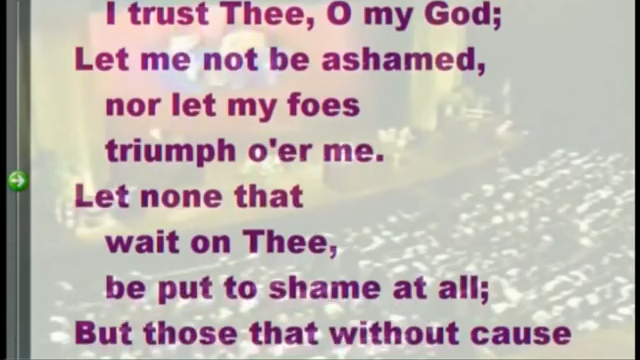 I trust Thee, O my God;
Let me not be ashamed,
nor let my foes
triumph o'er me.
Let none that
wait on Thee,
be put to shame at all;
But those that without cause